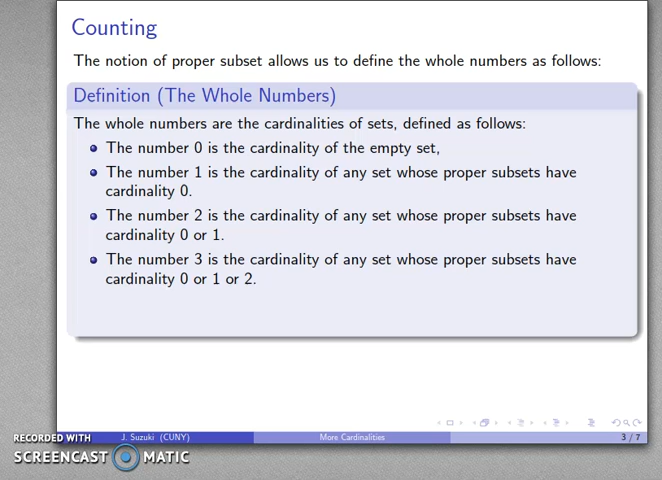 Counting
The notion of proper subset allows us to define the whole numbers as follows:
Definition (The Whole Numbers)
The whole numbers are the cardinalities of sets, defined as follows:
The number 0 is the cardinality of the empty set,
The number 1 is the cardinality of any set whose proper subsets have
cardinality 0.
The number 2 is the cardinality of any set whose proper subsets have
cardinality 0 or 1.
The number 3 is the cardinality of any set whose proper subsets have
cardinality 0 or 1 or 2.
RECORDED WITH
J. Suzuki (CUNY)
More Cardinalities
3 / 7
SCREENCAST MATIC